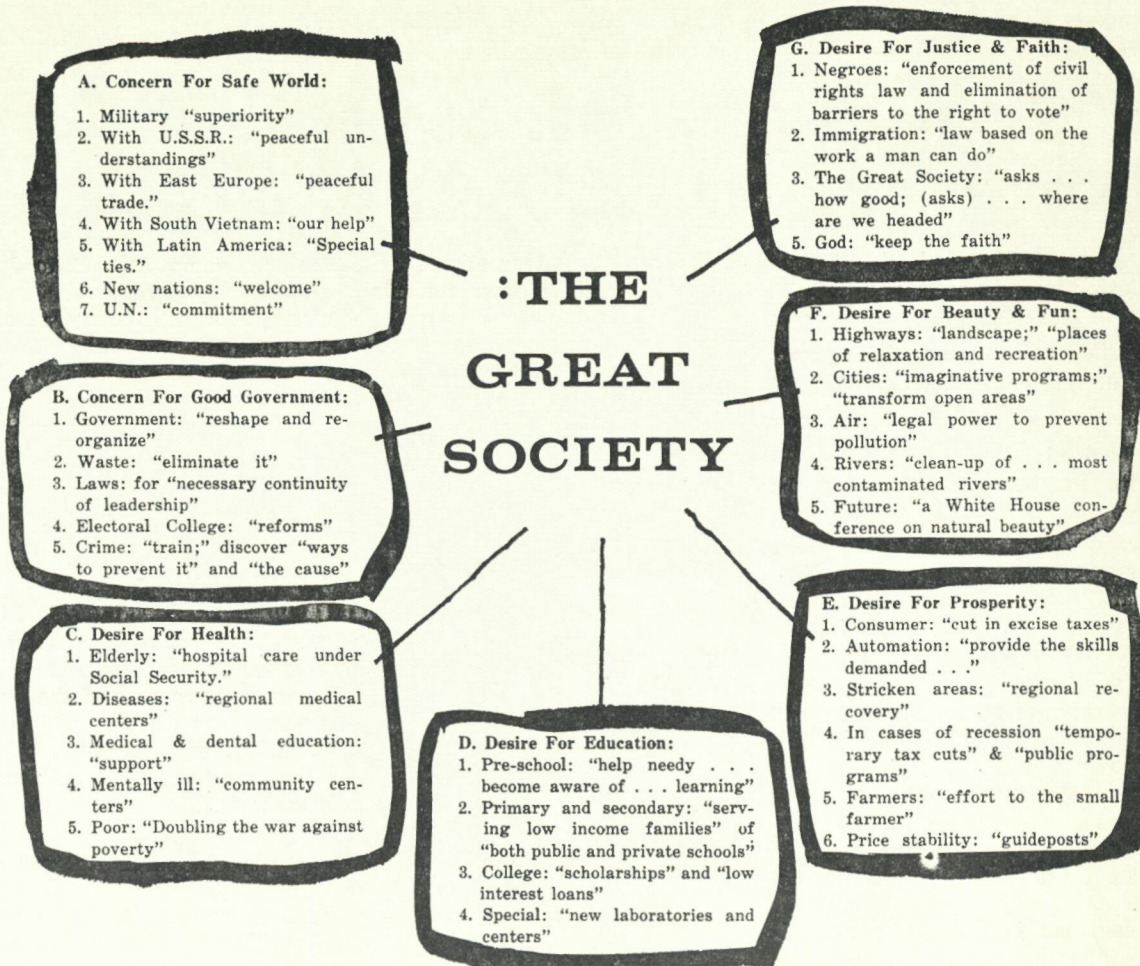 A. Concern For Safe World:
1. Military "superiority"
2. With U.S.S.R.: "peaceful un-
derstandings"
3. With East Europe: "peaceful
trade."
4. With South Vietnam: "our help"
5. With Latin America: "Special
ties."
6. New nations: "welcome"
7. U.N.: "commitment"
B. Concern For Good Government:
1. Government: "reshape and re-
organize"
2. Waste: "eliminate it"
3. Laws: for "necessary continuity
of leadership"
4. Electoral College: "reforms"
5. Crime: "train;" discover "ways
to prevent it" and "the cause"
C. Desire For Health:
1. Elderly: "hospital care under
Social Security."
2. Diseases: "regional medical
centers"
3. Medical & dental education:
"support"
4. Mentally ill: "community cen-
ters"
5. Poor: "Doubling the war against
poverty"
:THE
GREAT
SOCIETY
D. Desire For Education:
1. Pre-school: "help needy . . .
become aware of . . . learning"
2. Primary and secondary: "serv-
ing low income families" of
"both public and private schools"
3. College: "scholarships" and "low
interest loans"
4. Special: "new laboratories and
centers"
G. Desire For Justice & Faith:
1. Negroes: "enforcement of civil
rights law and elimination of
barriers to the right to vote"
2. Immigration: "law based on the
work a man can do"
3. The Great Society: "asks . . .
how good; (asks) . . . where
are we headed"
5. God: "keep the faith"
F. Desire For Beauty & Fun:
1. Highways: "landscape;" "places
of relaxation and recreation"
2. Cities: "imaginative programs;"
"transform open areas"
3. Air: "legal power to prevent
pollution"
4. Rivers: "clean-up of . . . most
contaminated rivers"
5. Future: "a White House con-
ference on natural beauty"
E. Desire For Prosperity:
1. Consumer: "cut in excise taxes"
2. Automation: "provide the skills
demanded . . ."
3. Stricken areas: "regional re-
covery"
4. In cases of recession "tempo-
rary tax cuts" & "public pro-
grams"
5. Farmers: "effort to the small
farmer"
6. Price stability: "guideposts"